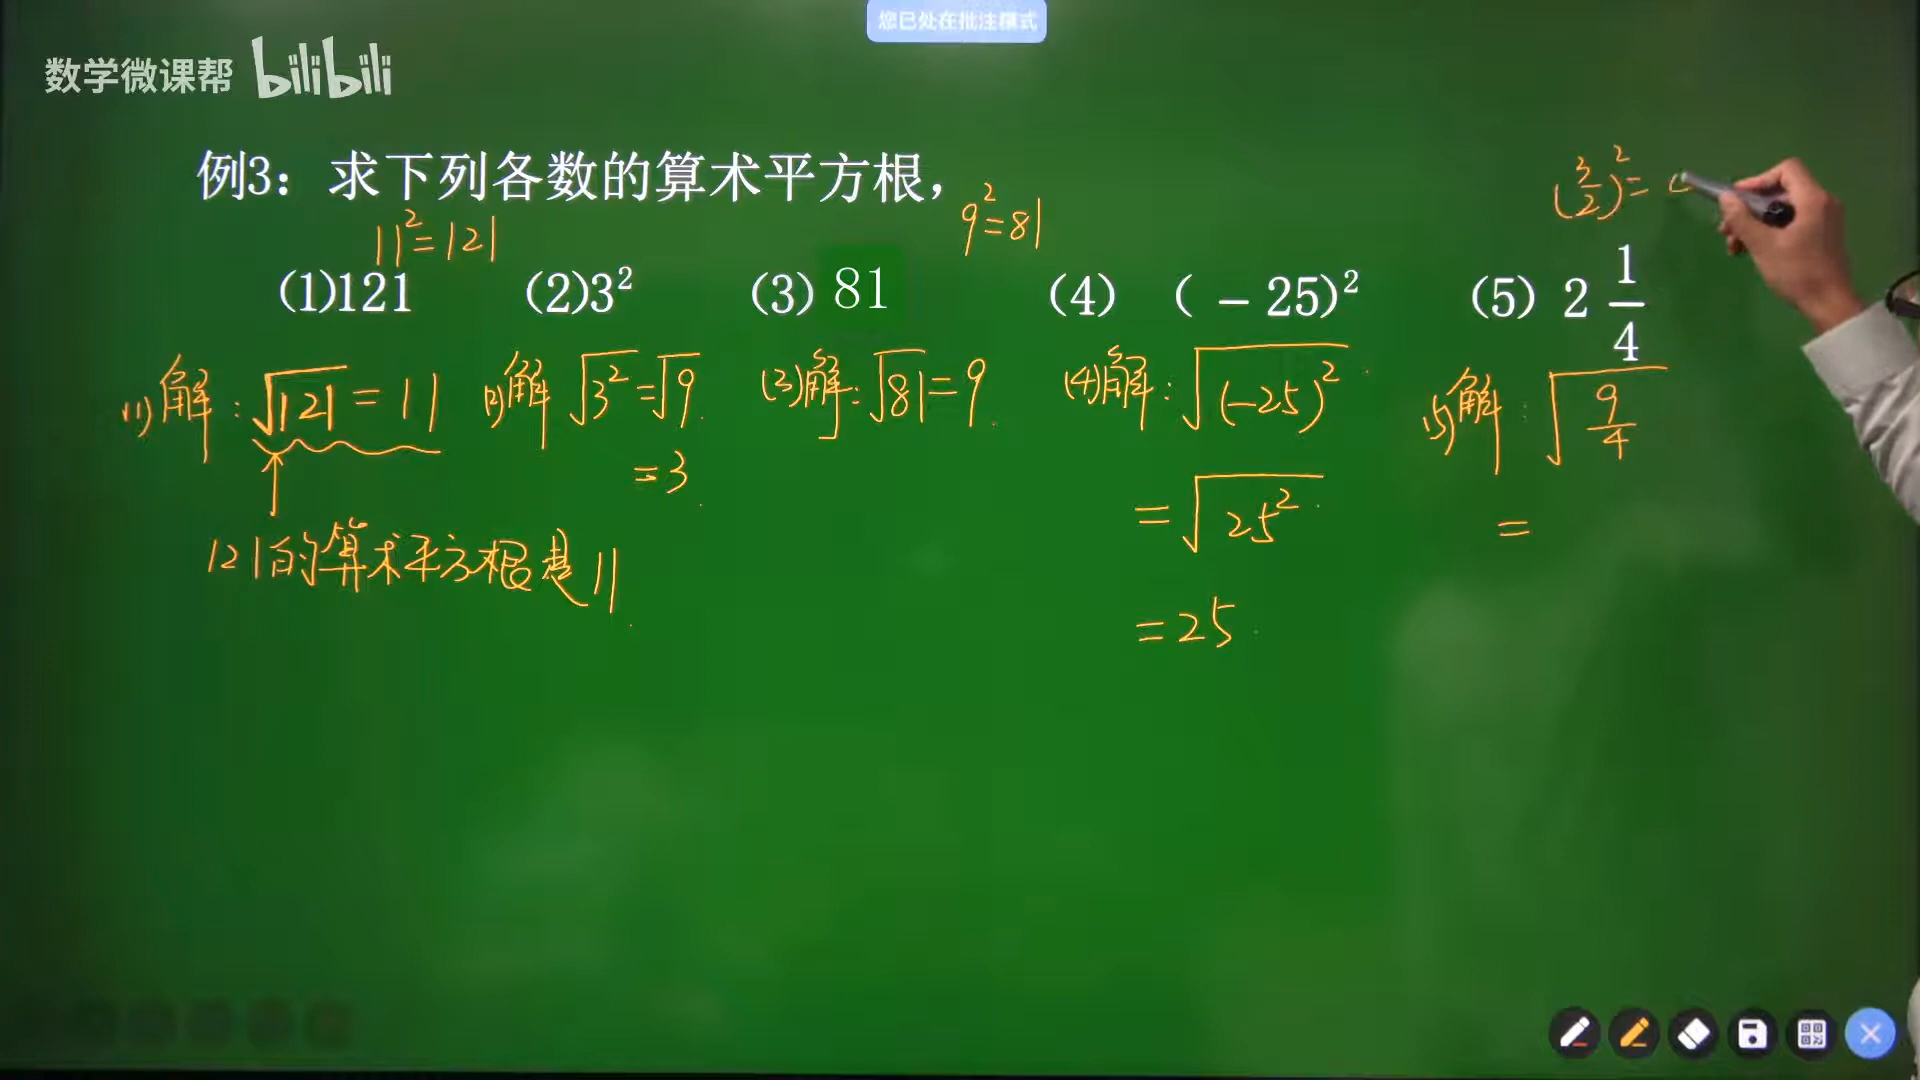 您已处在批注模式
数学微课帮 bilibili
例3：求下列各数的算术平方根，
11²=121
9²=81
(3/2)²=
(1)121 (2)3² (3) 81 (4) (－25)² (5) 2 1/4
(1)解：√121=11
121的算术平方根是11
(2)解 √3²=√9
=3
(3)解：√81=9
(4)解：√(-25)²
=√25²
=25
(5)解：√9/4
=